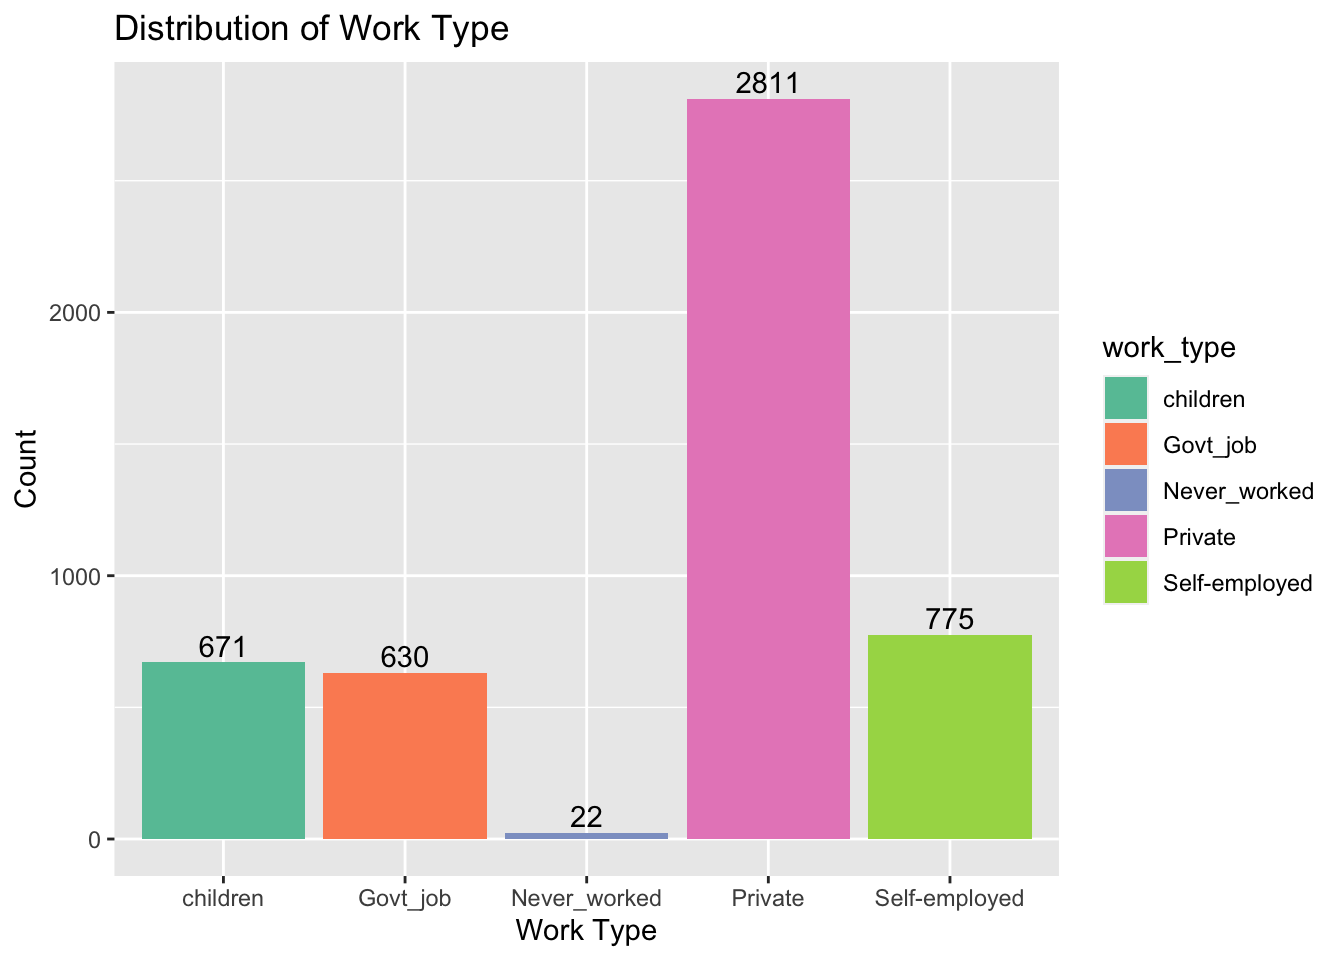 Distribution of Work Type
2811
2000
1000
0
Count
671
630
22
775
children
Govt_job
Never_worked
Private
Self-employed
Work Type
work_type
children
Govt_job
Never_worked
Private
Self-employed